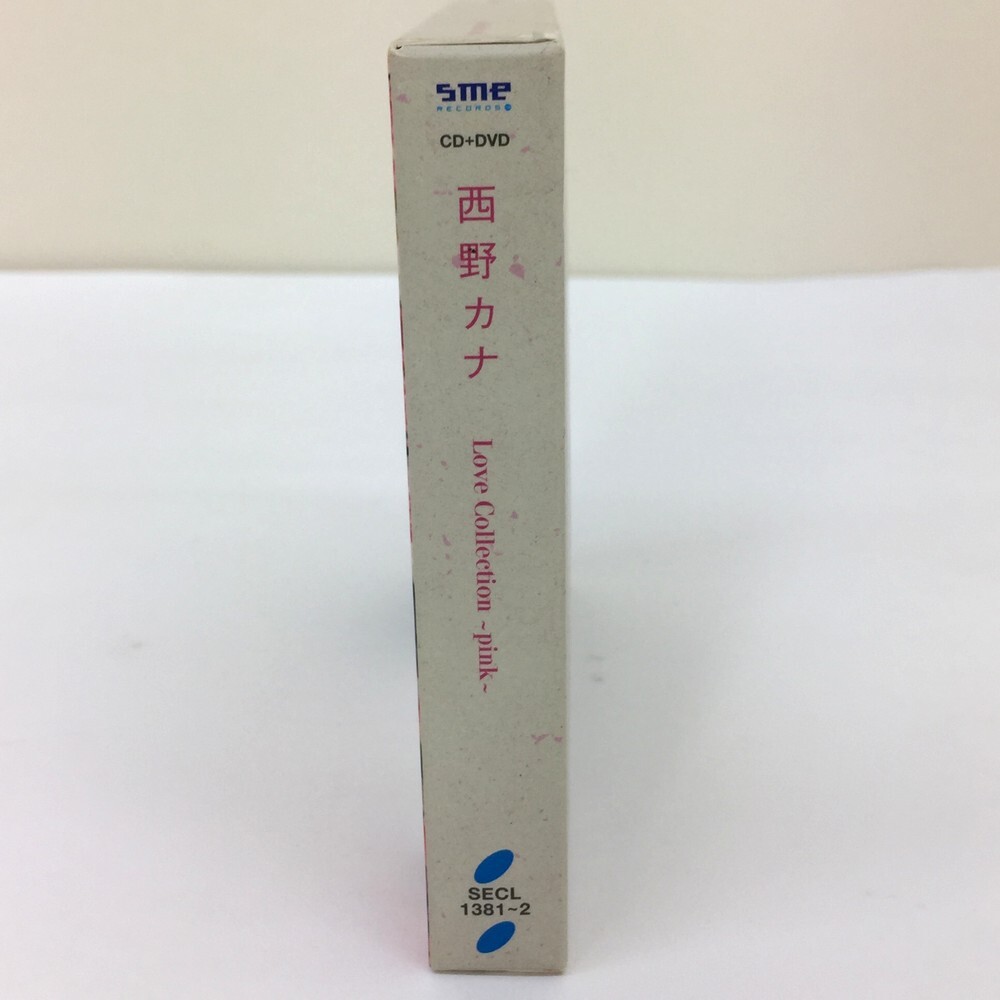 sme
RECORDS
CD+DVD
西野カナ
Love Collection ~pink~
SECL
1381~2